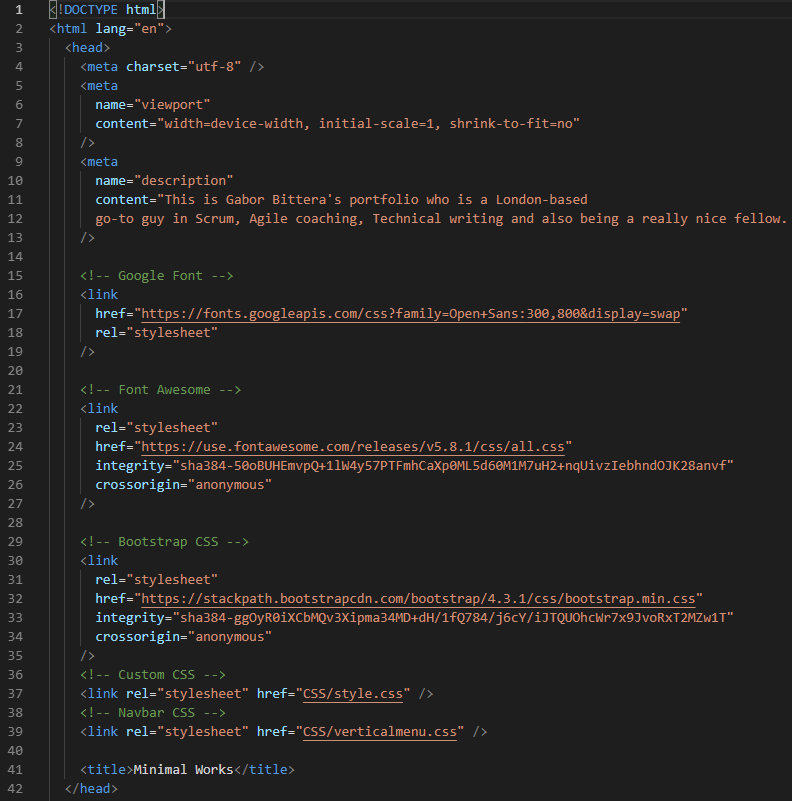 1 <!DOCTYPE html>
2 <html lang="en">
3 <head>
4 <meta charset="utf-8" />
5 <meta
6 name="viewport"
7 content="width=device-width, initial-scale=1, shrink-to-fit=no"
8 />
9 <meta
10 name="description"
11 content="This is Gabor Bittera's portfolio who is a London-based
12 go-to guy in Scrum, Agile coaching, Technical writing and also being a really nice fellow.
13 />
14
15 <!-- Google Font -->
16 <link
17 href="https://fonts.googleapis.com/css?family=Open+Sans:300,800&display=swap"
18 rel="stylesheet"
19 />
20
21 <!-- Font Awesome -->
22 <link
23 rel="stylesheet"
24 href="https://use.fontawesome.com/releases/v5.8.1/css/all.css"
25 integrity="sha384-50oBUHEmvpQ+1lW4y57PTFmhCaXp0ML5d60M1M7uH2+nqUivzIebhndOJK28anvf"
26 crossorigin="anonymous"
27 />
28
29 <!-- Bootstrap CSS -->
30 <link
31 rel="stylesheet"
32 href="https://stackpath.bootstrapcdn.com/bootstrap/4.3.1/css/bootstrap.min.css"
33 integrity="sha384-ggOyR0iXCbMQv3Xipma34MD+dH/1fQ784/j6cY/iJTQUOhcWr7x9JvoRxT2MZw1T"
34 crossorigin="anonymous"
35 />
36 <!-- Custom CSS -->
37 <link rel="stylesheet" href="CSS/style.css" />
38 <!-- Navbar CSS -->
39 <link rel="stylesheet" href="CSS/verticalmenu.css" />
40
41 <title>Minimal Works</title>
42 </head>